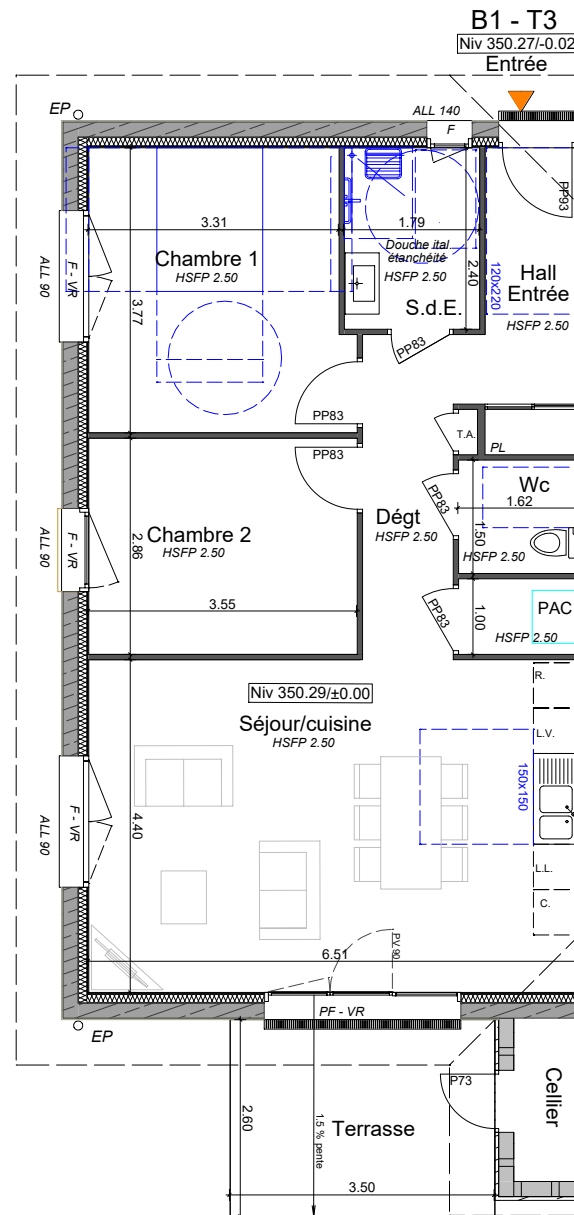 B1 - T3
Niv 350.27/-0.02
Entrée
EP
ALL 140
F
PP93
3.31
1.79
Chambre 1
HSFP 2.50
Douche ital
étanchéité
HSFP 2.50
2.40
120x220
Hall
Entrée
HSFP 2.50
S.d.E.
ALL 90
F - VR
3.77
PP83
PP83
T.A.
PL
PP83
Wc
1.62
PP83
Chambre 2
HSFP 2.50
Dégt
HSFP 2.50
1.50
HSFP 2.50
ALL 90
F - VR
2.86
3.55
PP83
1.00
PAC
HSFP 2.50
R.
Niv 350.29/±0.00
Séjour/cuisine
HSFP 2.50
L.V.
150x150
ALL 90
F - VR
4.40
L.L.
C.
PV 90
6.51
PF - VR
EP
P73
Cellier
2.60
1.5 % pente
Terrasse
3.50